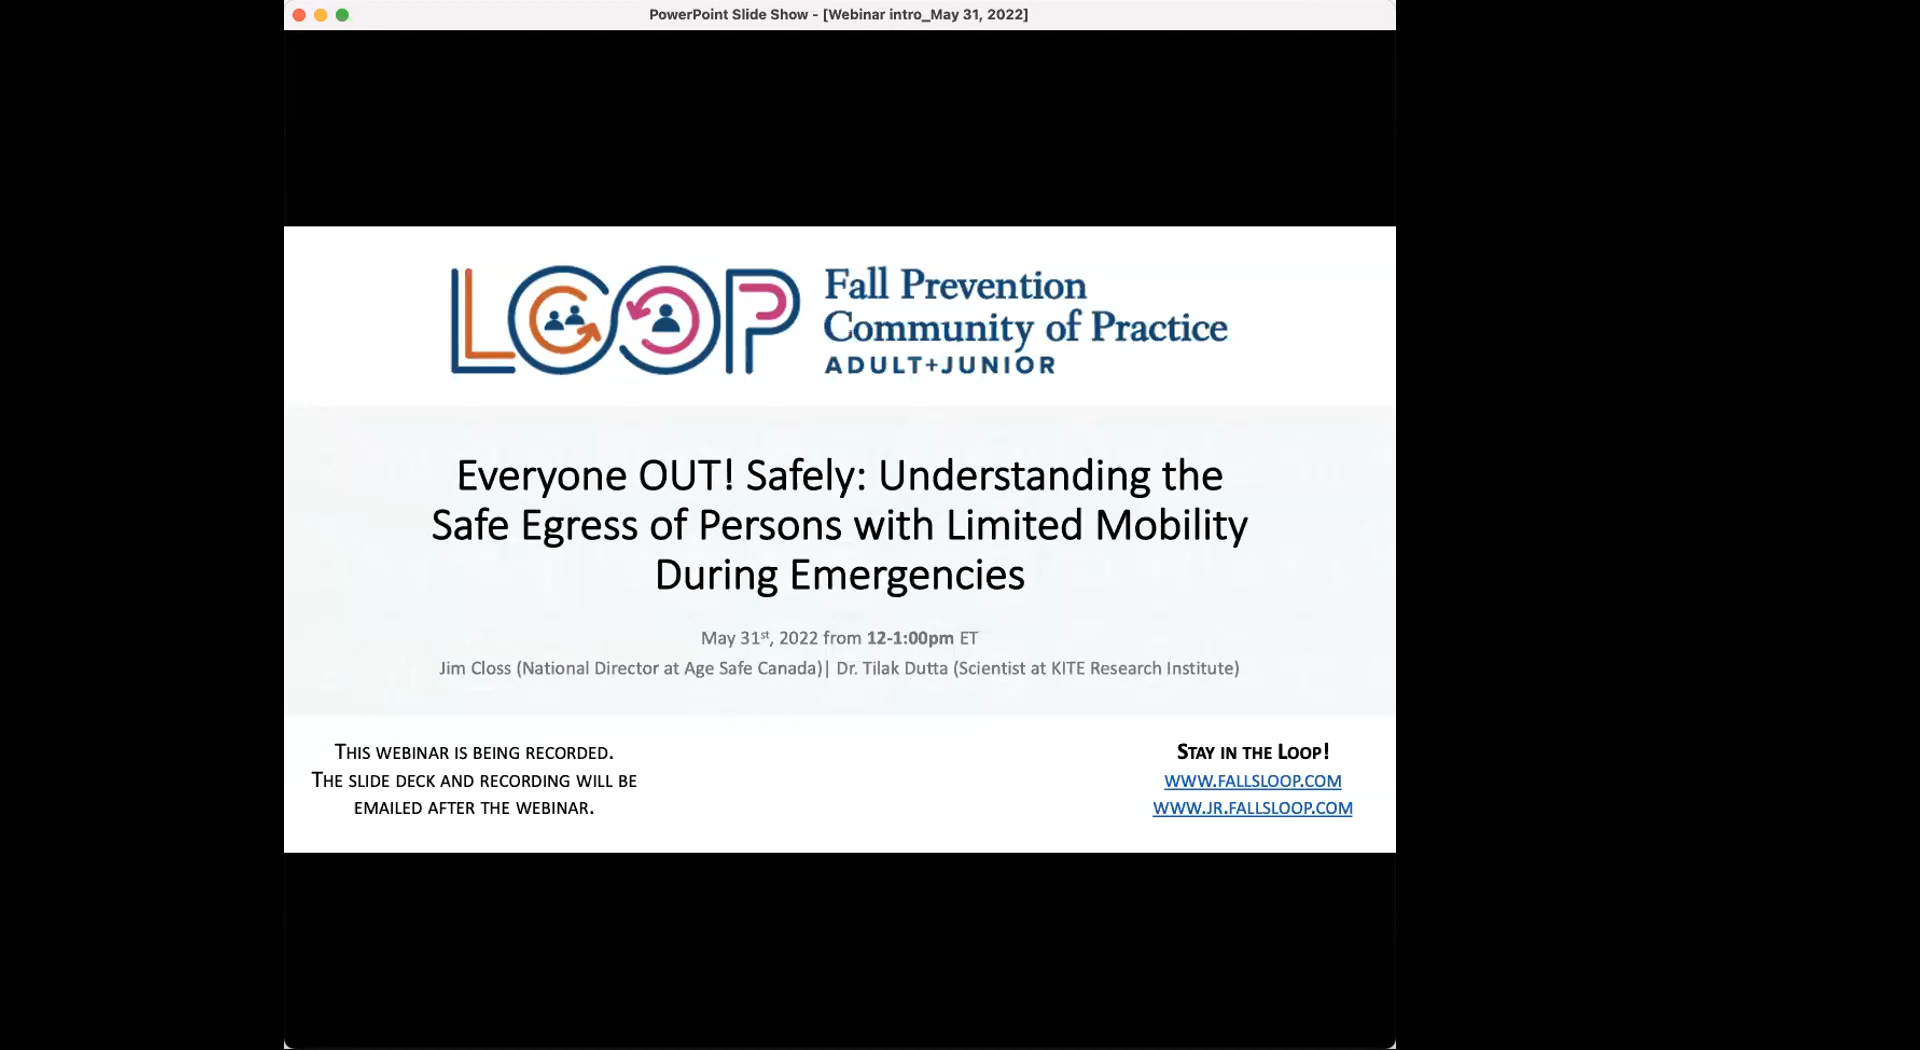 PowerPoint Slide Show - [Webinar intro_May 31, 2022]
LOOP
Fall Prevention
Community of Practice
ADULT+JUNIOR
Everyone OUT! Safely: Understanding the
Safe Egress of Persons with Limited Mobility
During Emergencies
May 31st, 2022 from 12-1:00pm ET
Jim Closs (National Director at Age Safe Canada)| Dr. Tilak Dutta (Scientist at KITE Research Institute)
THIS WEBINAR IS BEING RECORDED.
THE SLIDE DECK AND RECORDING WILL BE
EMAILED AFTER THE WEBINAR.
STAY IN THE LOOP!
WWW.FALLSLOOP.COM
WWW.JR.FALLSLOOP.COM